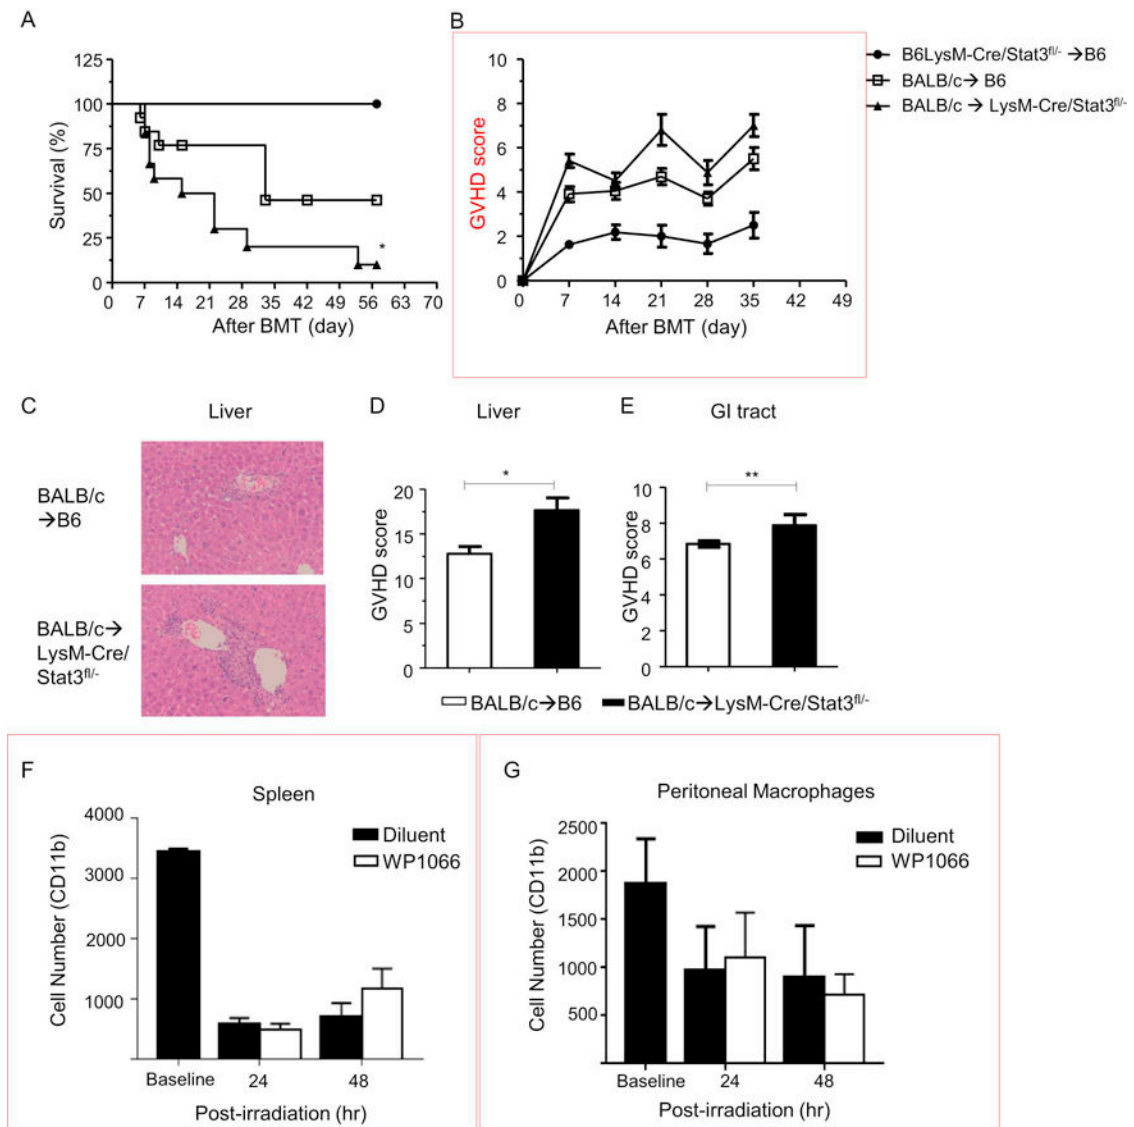 A
125
100
75
50
25
0
Survival (%)
*
0 7 14 21 28 35 42 49 56 63 70
After BMT (day)
B
10
8
6
4
2
0
GVHD score
0 7 14 21 28 35 42 49
After BMT (day)
B6LysM-Cre/Stat3fl/- →B6
BALB/c→ B6
BALB/c → LysM-Cre/Stat3fl/-
C
Liver
BALB/c
→B6
BALB/c→
LysM-Cre/
Stat3fl/-
D
Liver
*
20
15
10
5
0
GVHD score
E
GI tract
**
10
8
6
4
2
0
GVHD score
BALB/c→B6
BALB/c→LysM-Cre/Stat3fl/-
F
Spleen
4000
3000
2000
1000
Cell Number (CD11b)
Diluent
WP1066
Baseline 24 48
Post-irradiation (hr)
G
Peritoneal Macrophages
2500
2000
1500
1000
500
0
Cell Number (CD11b)
Diluent
WP1066
Baseline 24 48
Post-irradiation (hr)